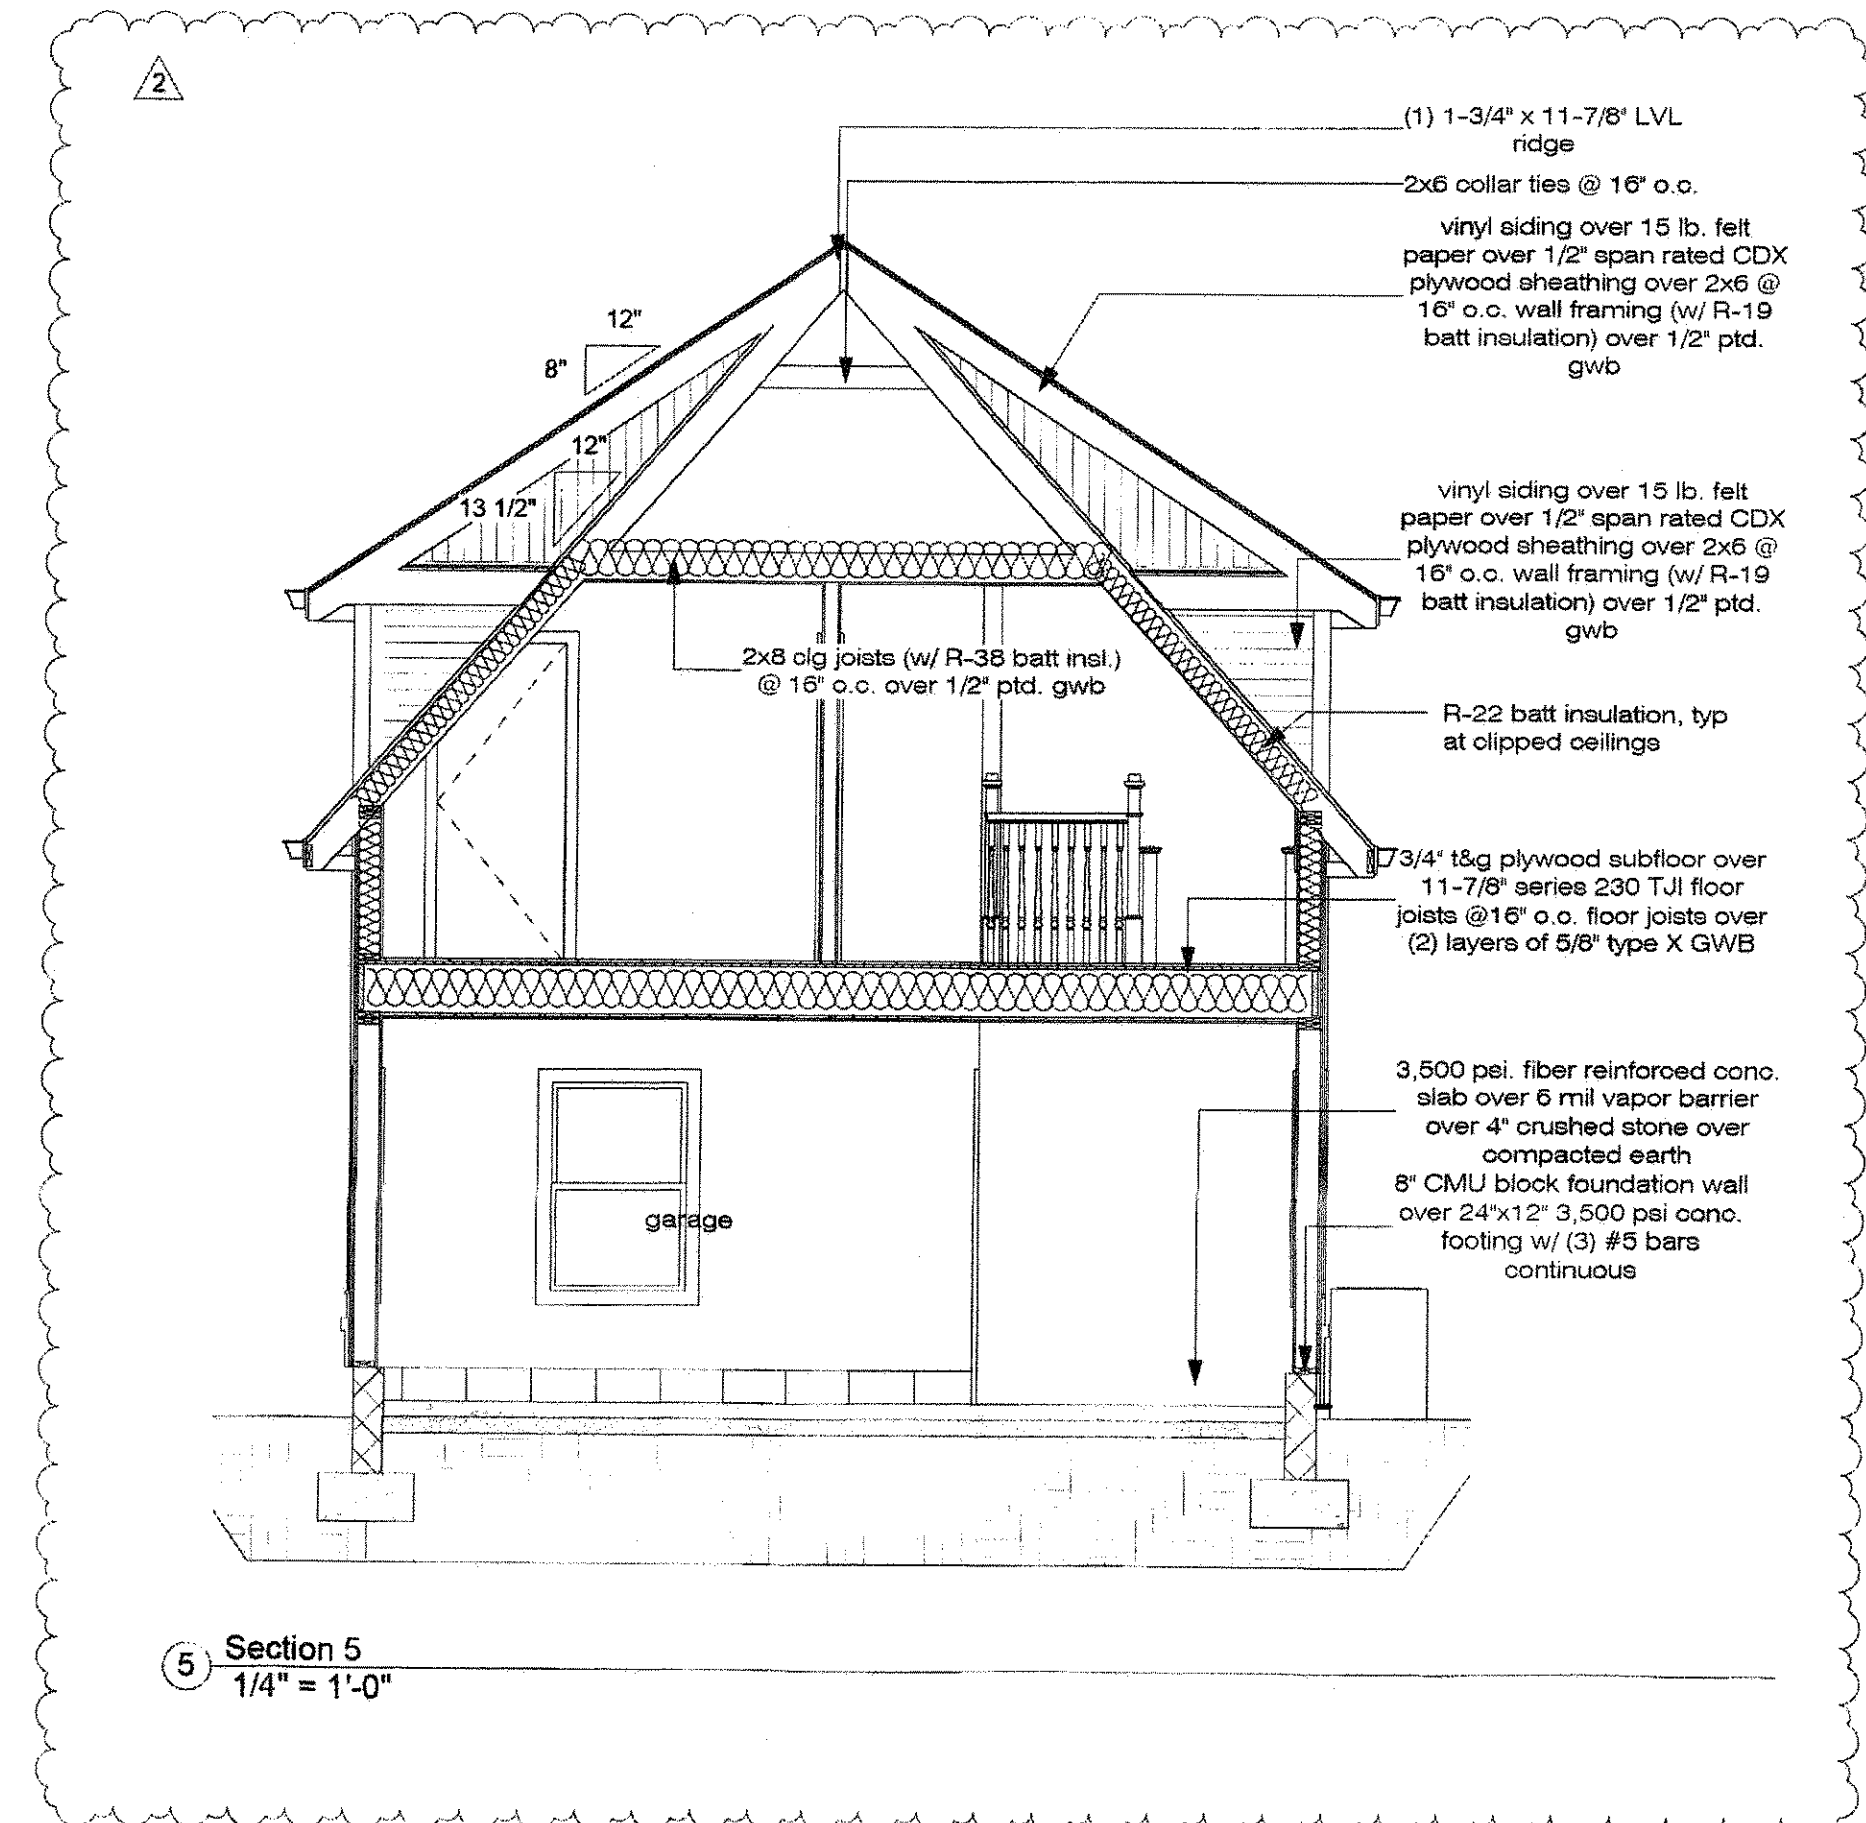 2
(1) 1-3/4" x 11-7/8" LVL
ridge
2x6 collar ties @ 16" o.c.
vinyl siding over 15 lb. felt
paper over 1/2" span rated CDX
plywood sheathing over 2x6 @
16" o.c. wall framing (w/ R-19
batt insulation) over 1/2" ptd.
gwb
12"
8"
12"
13 1/2"
vinyl siding over 15 lb. felt
paper over 1/2" span rated CDX
plywood sheathing over 2x6 @
16" o.c. wall framing (w/ R-19
batt insulation) over 1/2" ptd.
gwb
2x8 clg joists (w/ R-38 batt insl.)
@ 16" o.c. over 1/2" ptd. gwb
R-22 batt insulation, typ
at clipped ceilings
3/4" t&g plywood subfloor over
11-7/8" series 230 TJI floor
joists @16" o.c. floor joists over
(2) layers of 5/8" type X GWB
3,500 psi. fiber reinforced conc.
slab over 6 mil vapor barrier
over 4" crushed stone over
compacted earth
8" CMU block foundation wall
over 24"x12" 3,500 psi conc.
footing w/ (3) #5 bars
continuous
garage
5
Section 5
1/4" = 1'-0"